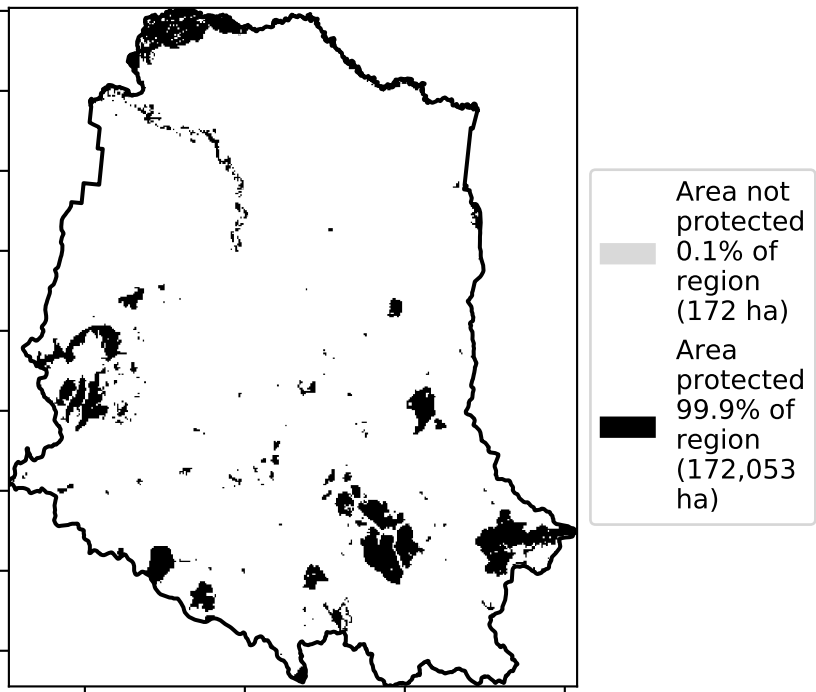 Area not
protected
0.1% of
region
(172 ha)
Area
protected
99.9% of
region
(172,053
ha)